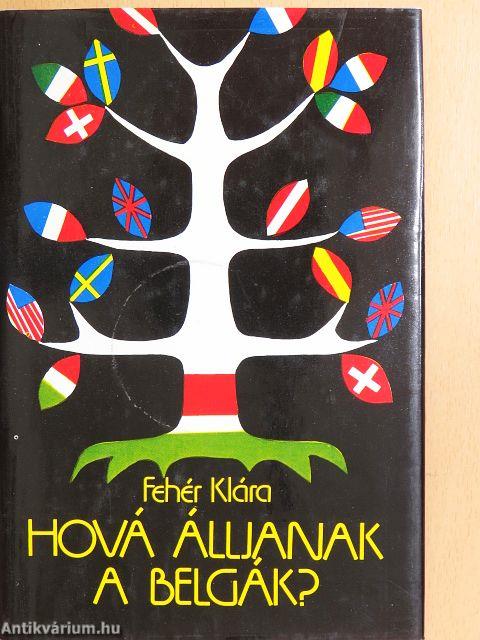 Fehér Klára
HOVÁ ÁLLJANAK
A BELGÁK?
Antikvárium.hu